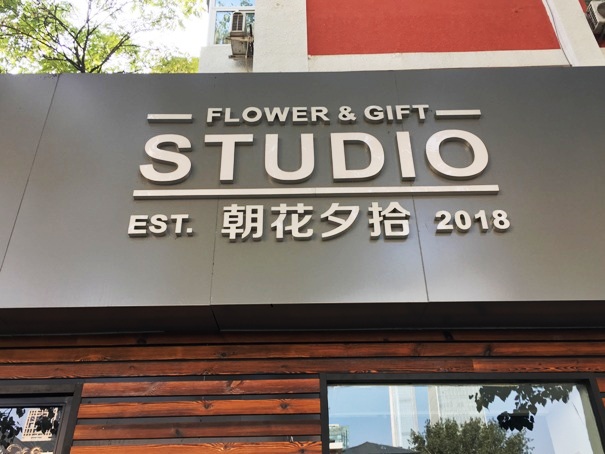 FLOWER & GIFT
STUDIO
EST. 朝花夕拾 2018